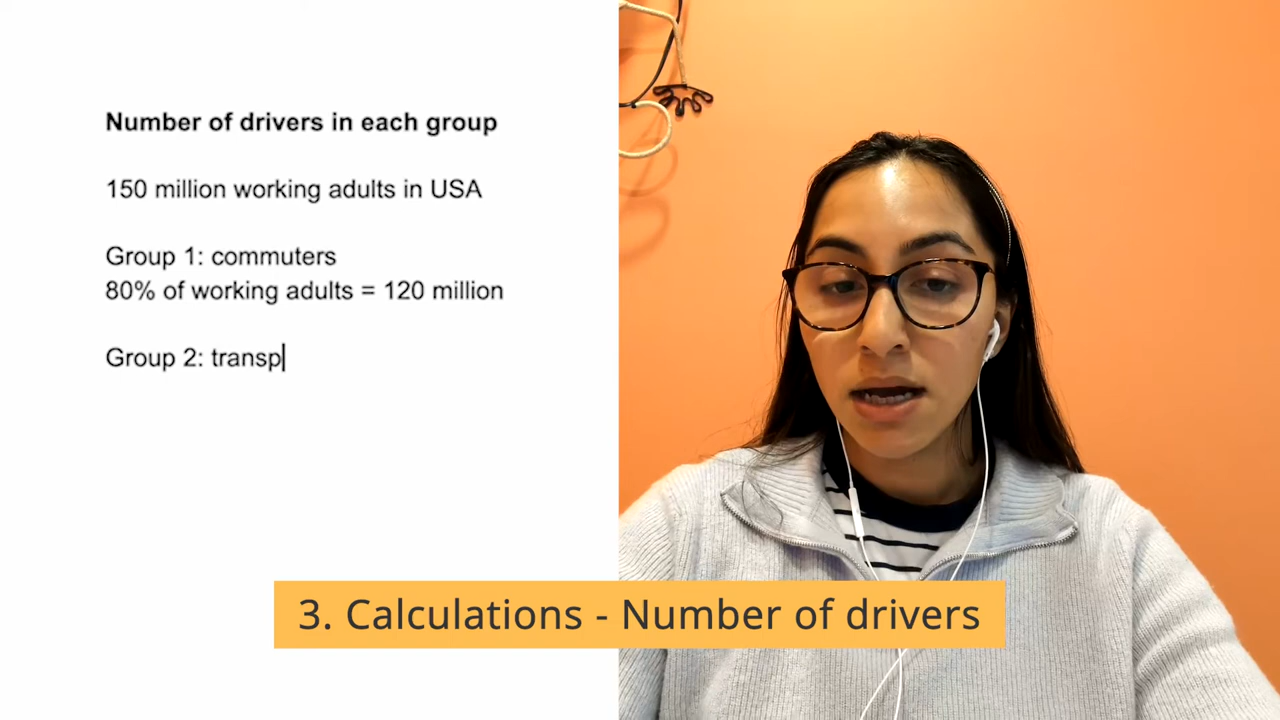 Number of drivers in each group
150 million working adults in USA
Group 1: commuters
80% of working adults = 120 million
Group 2: transp
3. Calculations - Number of drivers